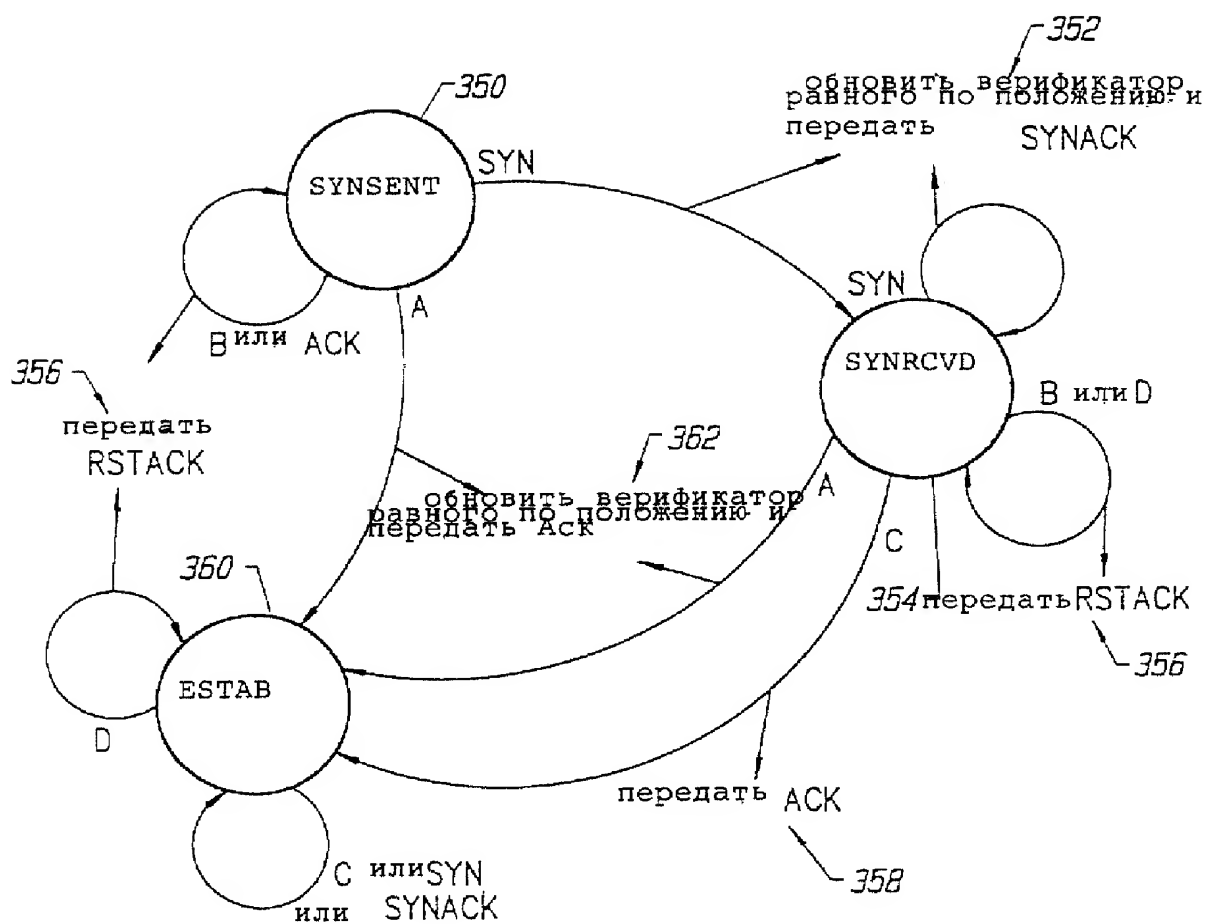 352
обновить верификатор
равного по положению и
передать SYNACK
350
SYNSENT
SYN
SYN
SYNRCVD
A
B или ACK
B или D
356
передать
RSTACK
362
обновить верификатор
равного по положению и
передать Аск
A
C
354 передать RSTACK
356
360
ESTAB
D
передать ACK
358
C или SYN
или SYNACK